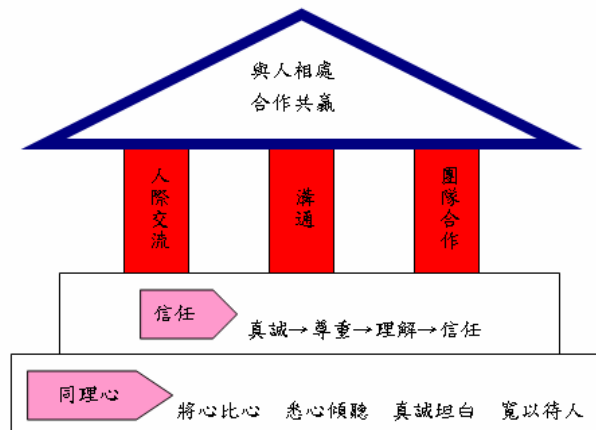 與人相處
合作共贏
人際交流
溝通
團隊合作
信任
真誠→尊重→理解→信任
同理心
將心比心 悉心傾聽 真誠坦白 寬以待人